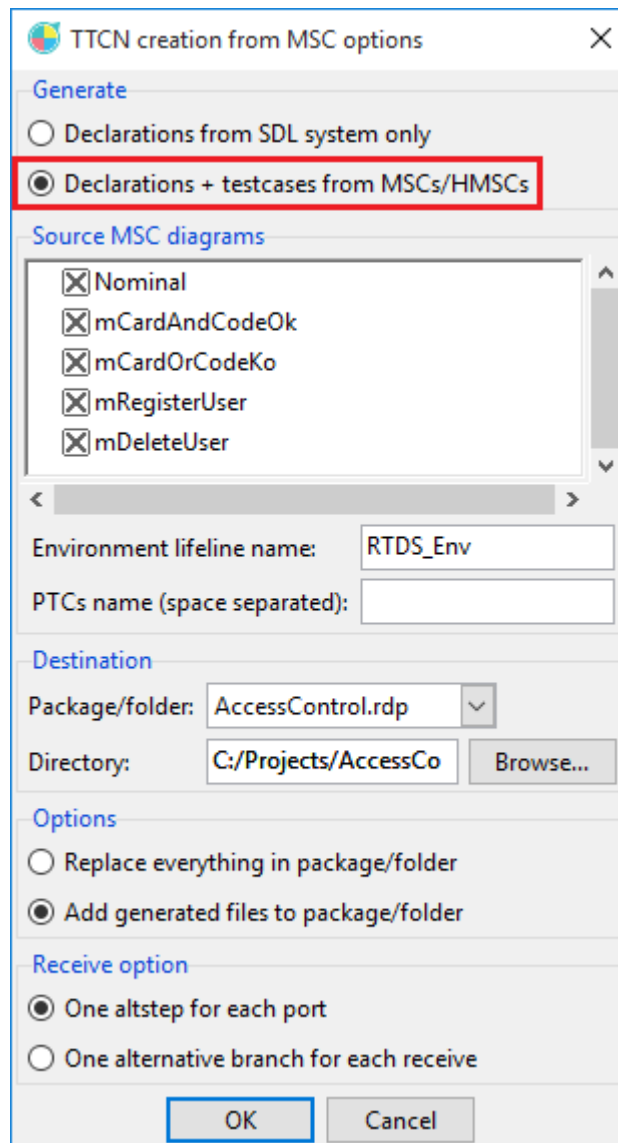 TTCN creation from MSC options
Generate
Declarations from SDL system only
Declarations + testcases from MSCs/HMSCs
Source MSC diagrams
Nominal
mCardAndCodeOk
mCardOrCodeKo
mRegisterUser
mDeleteUser
Environment lifeline name: RTDS_Env
PTCs name (space separated):
Destination
Package/folder: AccessControl.rdp
Directory: C:/Projects/AccessCo Browse...
Options
Replace everything in package/folder
Add generated files to package/folder
Receive option
One altstep for each port
One alternative branch for each receive
OK Cancel